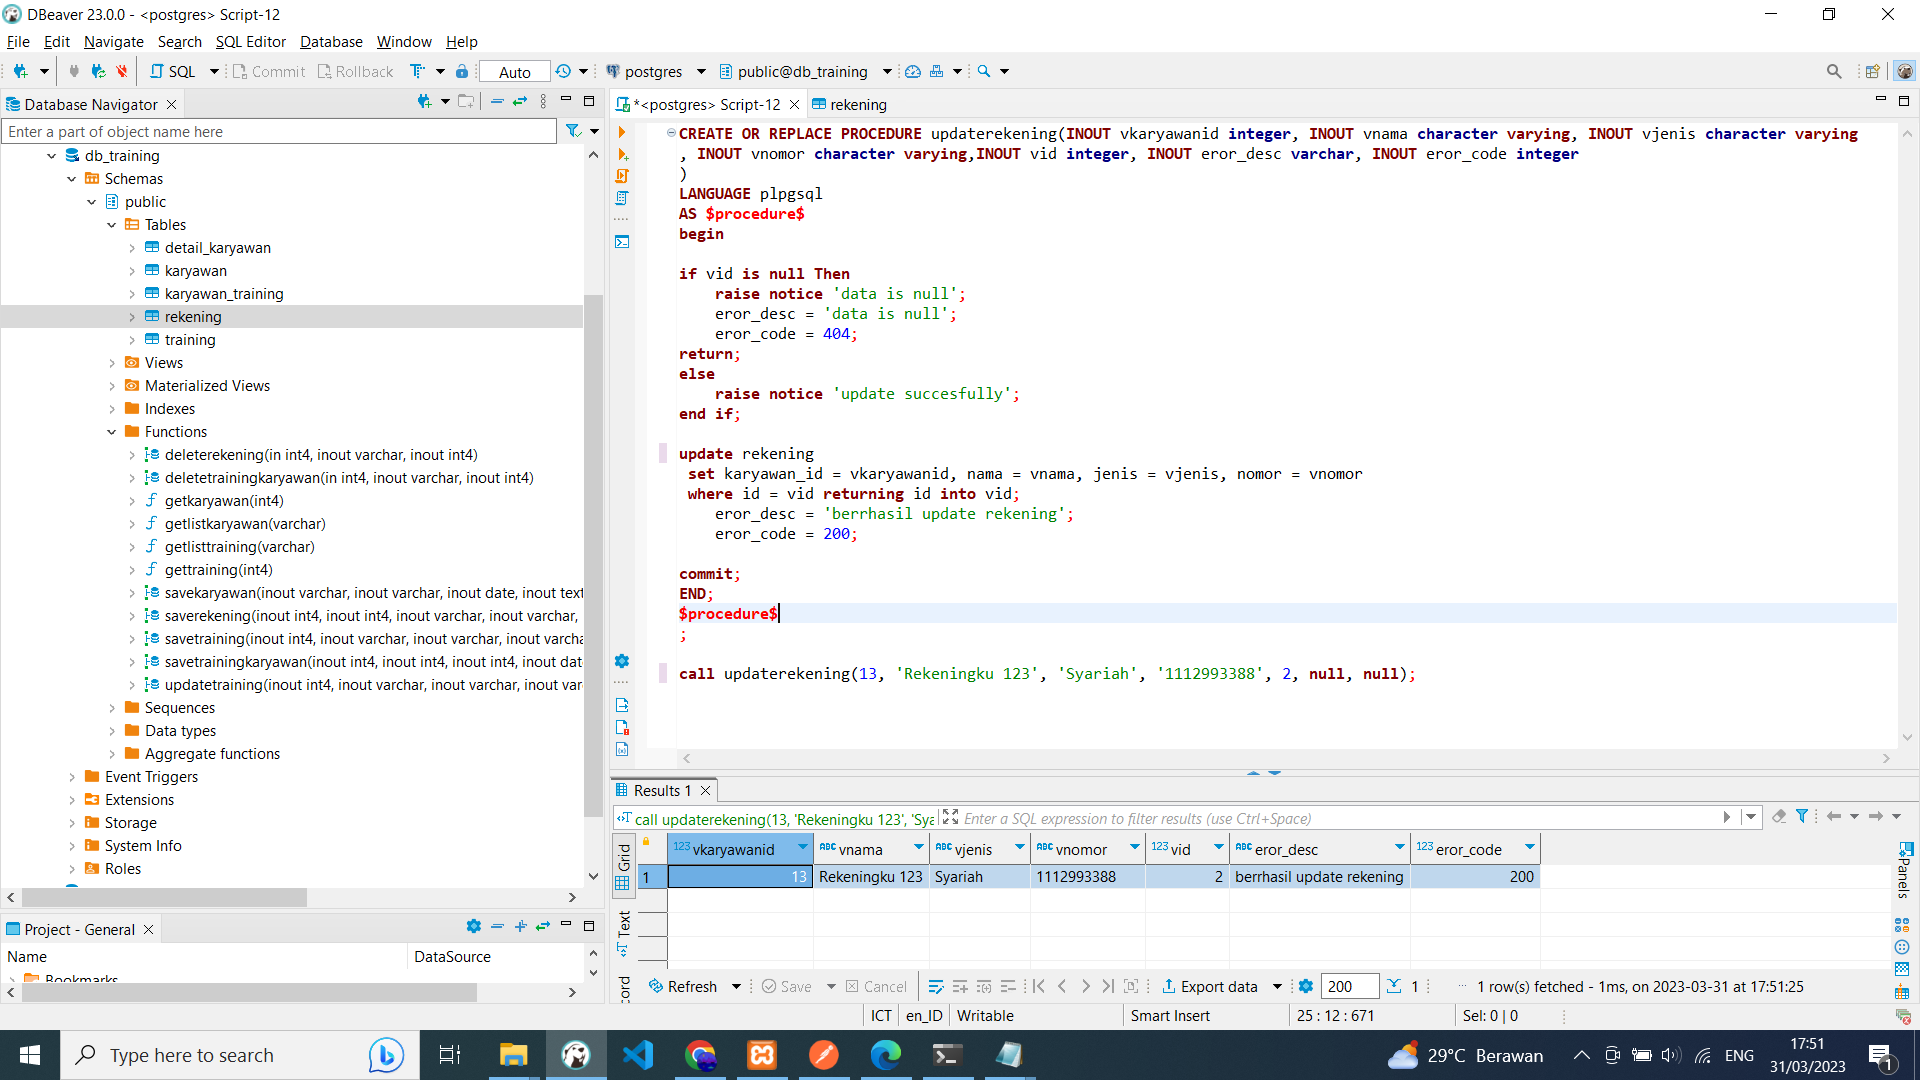 DBeaver 23.0.0 - <postgres> Script-12
File Edit Navigate Search SQL Editor Database Window Help
SQL Commit Rollback Auto postgres public@db_training
Database Navigator
Enter a part of object name here
db_training
Schemas
public
Tables
detail_karyawan
karyawan
karyawan_training
rekening
training
Views
Materialized Views
Indexes
Functions
deleterekening(in int4, inout varchar, inout int4)
deletetrainingkaryawan(in int4, inout varchar, inout int4)
getkaryawan(int4)
getlistkaryawan(varchar)
getlisttraining(varchar)
gettraining(int4)
savekaryawan(inout varchar, inout varchar, inout date, inout text
saverekening(inout int4, inout int4, inout varchar, inout varchar,
savetraining(inout int4, inout varchar, inout varchar, inout varcha
savetrainingkaryawan(inout int4, inout int4, inout int4, inout dat
updatetraining(inout int4, inout varchar, inout varchar, inout var
Sequences
Data types
Aggregate functions
Event Triggers
Extensions
Storage
System Info
Roles
Project - General
Name DataSource
Bookmarks
*<postgres> Script-12 rekening
CREATE OR REPLACE PROCEDURE updaterekening(INOUT vkaryawanid integer, INOUT vnama character varying, INOUT vjenis character varying
, INOUT vnomor character varying,INOUT vid integer, INOUT eror_desc varchar, INOUT eror_code integer
)
LANGUAGE plpgsql
AS $procedure$
begin
if vid is null Then
raise notice 'data is null';
eror_desc = 'data is null';
eror_code = 404;
return;
else
raise notice 'update succesfully';
end if;
update rekening
set karyawan_id = vkaryawanid, nama = vnama, jenis = vjenis, nomor = vnomor
where id = vid returning id into vid;
eror_desc = 'berrhasil update rekening';
eror_code = 200;
commit;
END;
$procedure$
;
call updaterekening(13, 'Rekeningku 123', 'Syariah', '1112993388', 2, null, null);
Results 1
call updaterekening(13, 'Rekeningku 123', 'Sya Enter a SQL expression to filter results (use Ctrl+Space)
Grid
Text
cord
Panels
123 vkaryawanid ABC vnama ABC vjenis ABC vnomor 123 vid ABC eror_desc 123 eror_code
1 13 Rekeningku 123 Syariah 1112993388 2 berrhasil update rekening 200
Refresh Save Cancel Export data 200 1 1 row(s) fetched - 1ms, on 2023-03-31 at 17:51:25
ICT en_ID Writable Smart Insert 25 : 12 : 671 Sel: 0 | 0
Type here to search
29°C Berawan ENG 17:51
31/03/2023
1